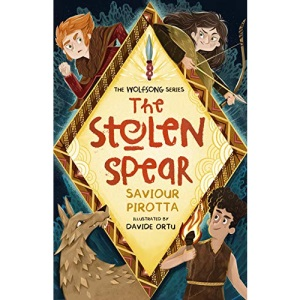 THE WOLFSONG SERIES
THE
STOLEN
SPEAR
SAVIOUR
PIROTTA
ILLUSTRATED BY
DAVIDE ORTU